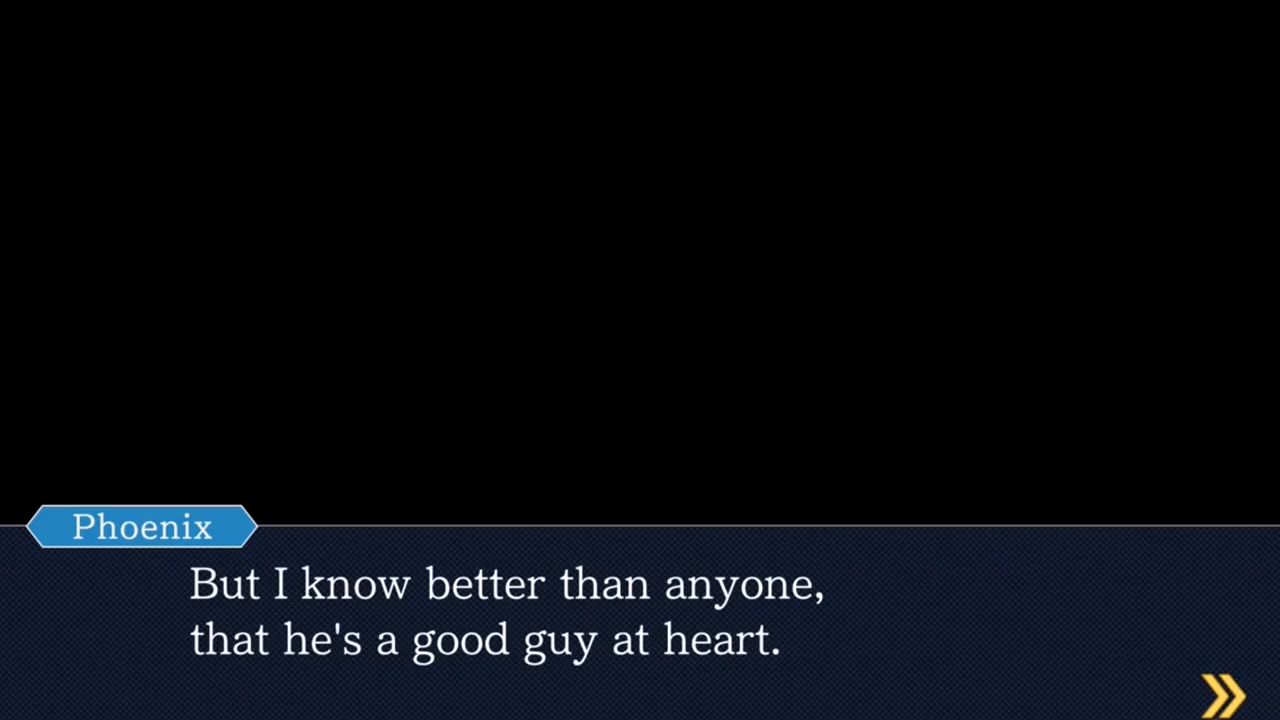 Phoenix
But I know better than anyone,
that he's a good guy at heart.